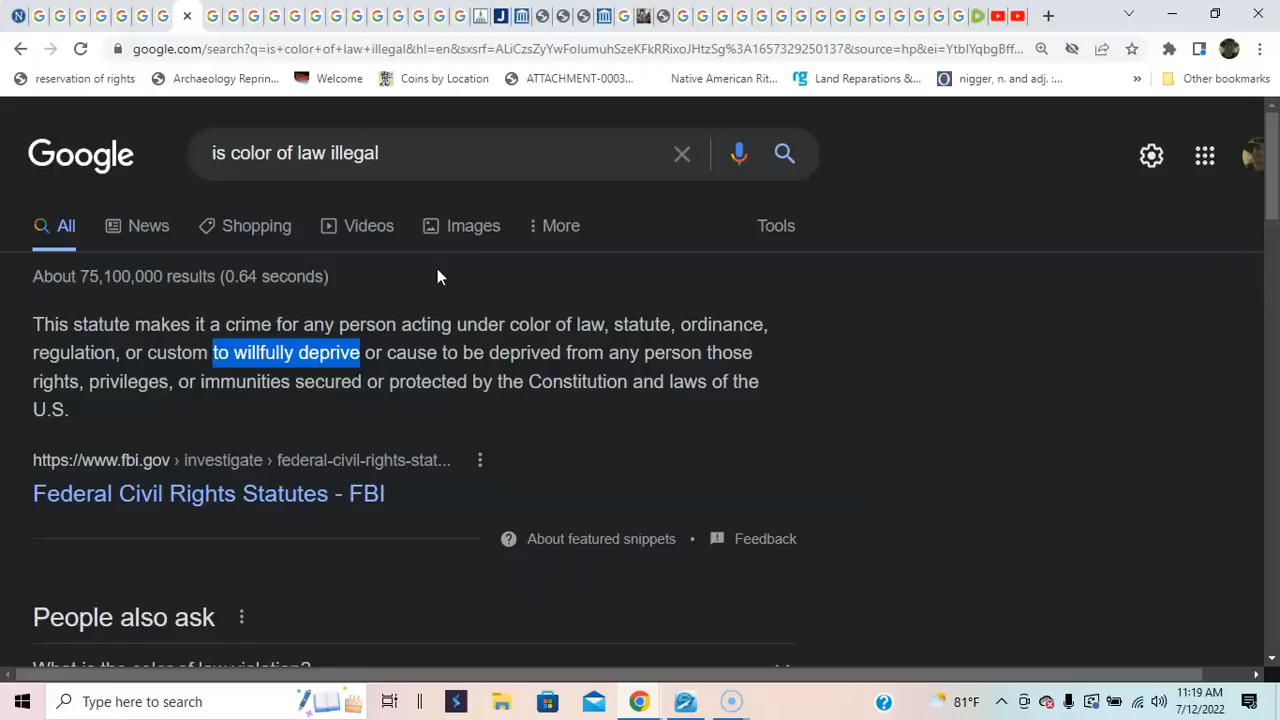 google.com/search?q=is+color+of+law+illegal&hl=en&sxsrf=ALiCzsZyYwFolumuhSzeKFkRRixoJHtzSg%3A1657329250137&source=hp&ei=YtbIYqbgBff...
reservation of rights Archaeology Reprin... Welcome Coins by Location ATTACHMENT-0003... Native American Rit... Land Reparations &... nigger, n. and adj. :... » Other bookmarks
Google is color of law illegal
All News Shopping Videos Images More Tools
About 75,100,000 results (0.64 seconds)
This statute makes it a crime for any person acting under color of law, statute, ordinance,
regulation, or custom to willfully deprive or cause to be deprived from any person those
rights, privileges, or immunities secured or protected by the Constitution and laws of the
U.S.
https://www.fbi.gov › investigate › federal-civil-rights-stat...
Federal Civil Rights Statutes - FBI
About featured snippets • Feedback
People also ask
What is the color of law violation?
Type here to search 81°F 11:19 AM
7/12/2022